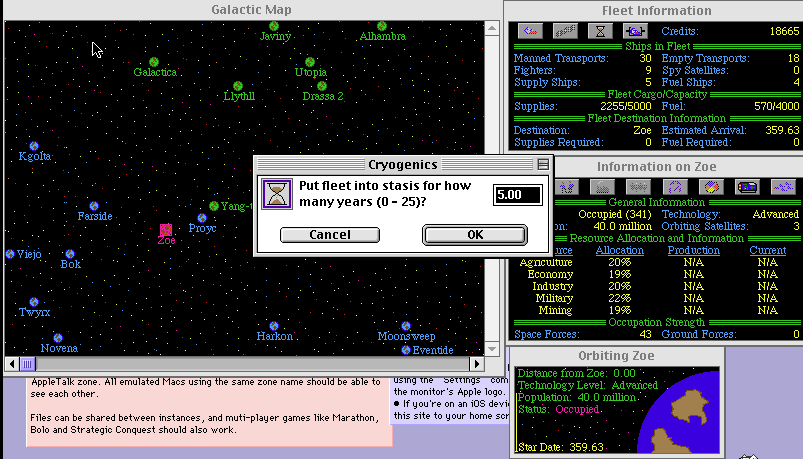 Galactic Map
Javiny
Alhambra
Galactica
Utopia
Llythll
Drassa 2
Kgolta
Farside
Yang-t
Proyc
Zoe
Viejo
Bok
Twyrx
Novena
Harkon
Moonsweep
Eventide
Fleet Information
Credits: 18665
Ships in Fleet
Manned Transports: 30 Empty Transports: 18
Fighters: 9 Spy Satellites: 0
Supply Ships: 5 Fuel Ships: 4
Fleet Cargo/Capacity
Supplies: 2255/5000 Fuel: 570/4000
Fleet Destination Information
Destination: Zoe Estimated Arrival: 359.63
Supplies Required: 0 Fuel Required: 0
Cryogenics
Put fleet into stasis for how
many years (0 - 25)?
5.00
Cancel
OK
Information on Zoe
General Information
Occupied (341) Technology: Advanced
on: 40.0 million Orbiting Satellites: 3
Resource Allocation and Information
urce Allocation Production Current
Agriculture 20% N/A N/A
Economy 19% N/A N/A
Industry 20% N/A N/A
Military 22% N/A N/A
Mining 19% N/A N/A
Occupation Strength
Space Forces: 43 Ground Forces: 0
Orbiting Zoe
Distance from Zoe: 0.00
Technology Level: Advanced
Population: 40.0 million
Status: Occupied
Star Date: 359.63
AppleTalk zone. All emulated Macs using the same zone name should be able to
see each other.
Files can be shared between instances, and muti-player games like Marathon,
Bolo and Strategic Conquest should also work.
using the "Settings" com
the monitor's Apple logo.
• If you're on an iOS devic
this site to your home scr